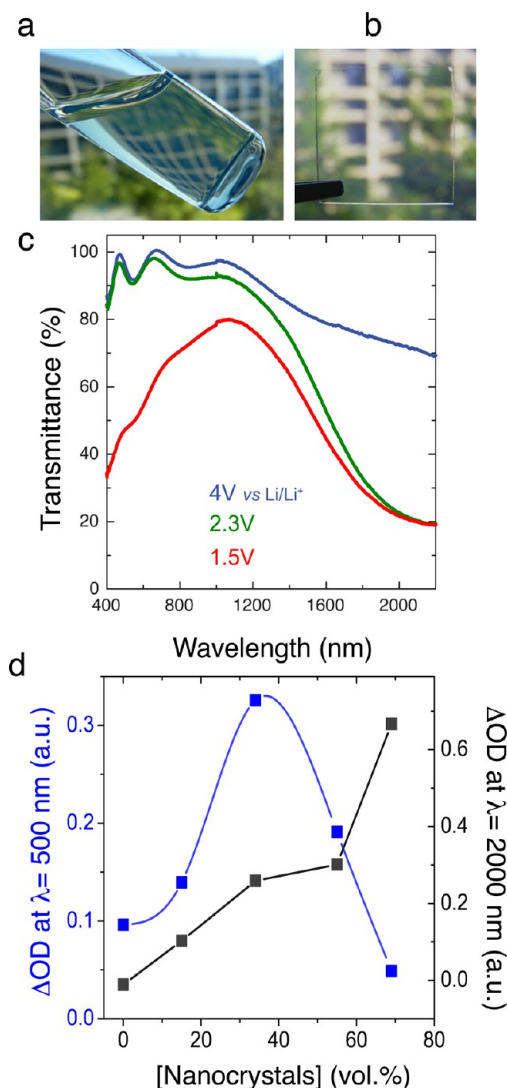 a
b
c
100
80
60
40
20
0
Transmittance (%)
4V vs Li/Li⁺
2.3V
1.5V
400
800
1200
1600
2000
Wavelength (nm)
d
0.3
0.2
0.1
0.0
ΔOD at λ= 500 nm (a.u.)
0.6
0.4
0.2
0.0
ΔOD at λ= 2000 nm (a.u.)
0
20
40
60
80
[Nanocrystals] (vol.%)